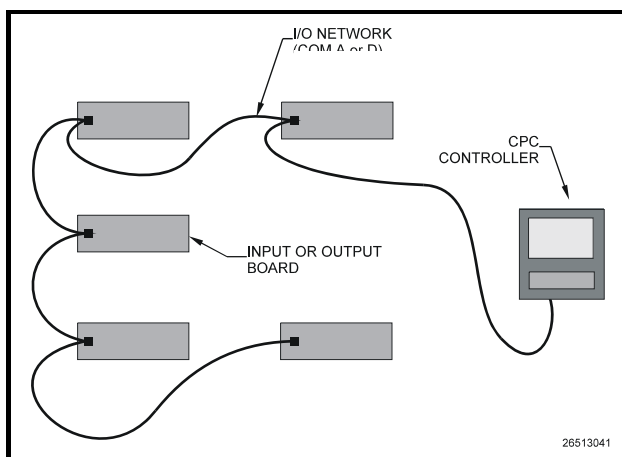 I/O NETWORK
(COM A or D)
CPC
CONTROLLER
INPUT OR OUTPUT
BOARD
26513041